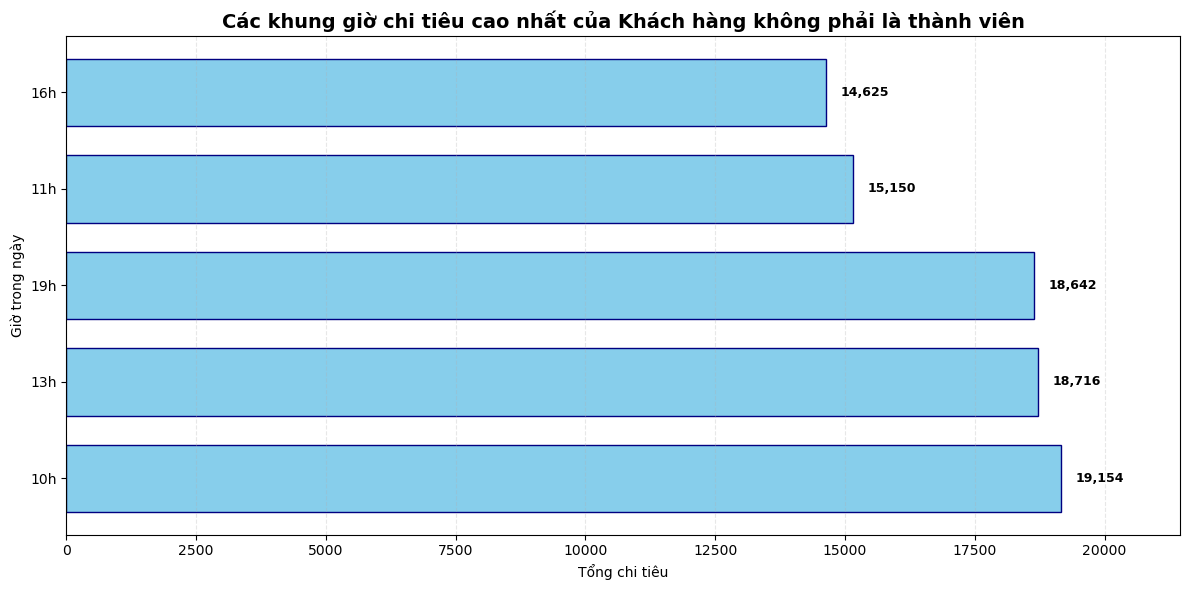 Các khung giờ chi tiêu cao nhất của Khách hàng không phải là thành viên
Giờ trong ngày
16h
14,625
11h
15,150
19h
18,642
13h
18,716
10h
19,154
0 2500 5000 7500 10000 12500 15000 17500 20000
Tổng chi tiêu